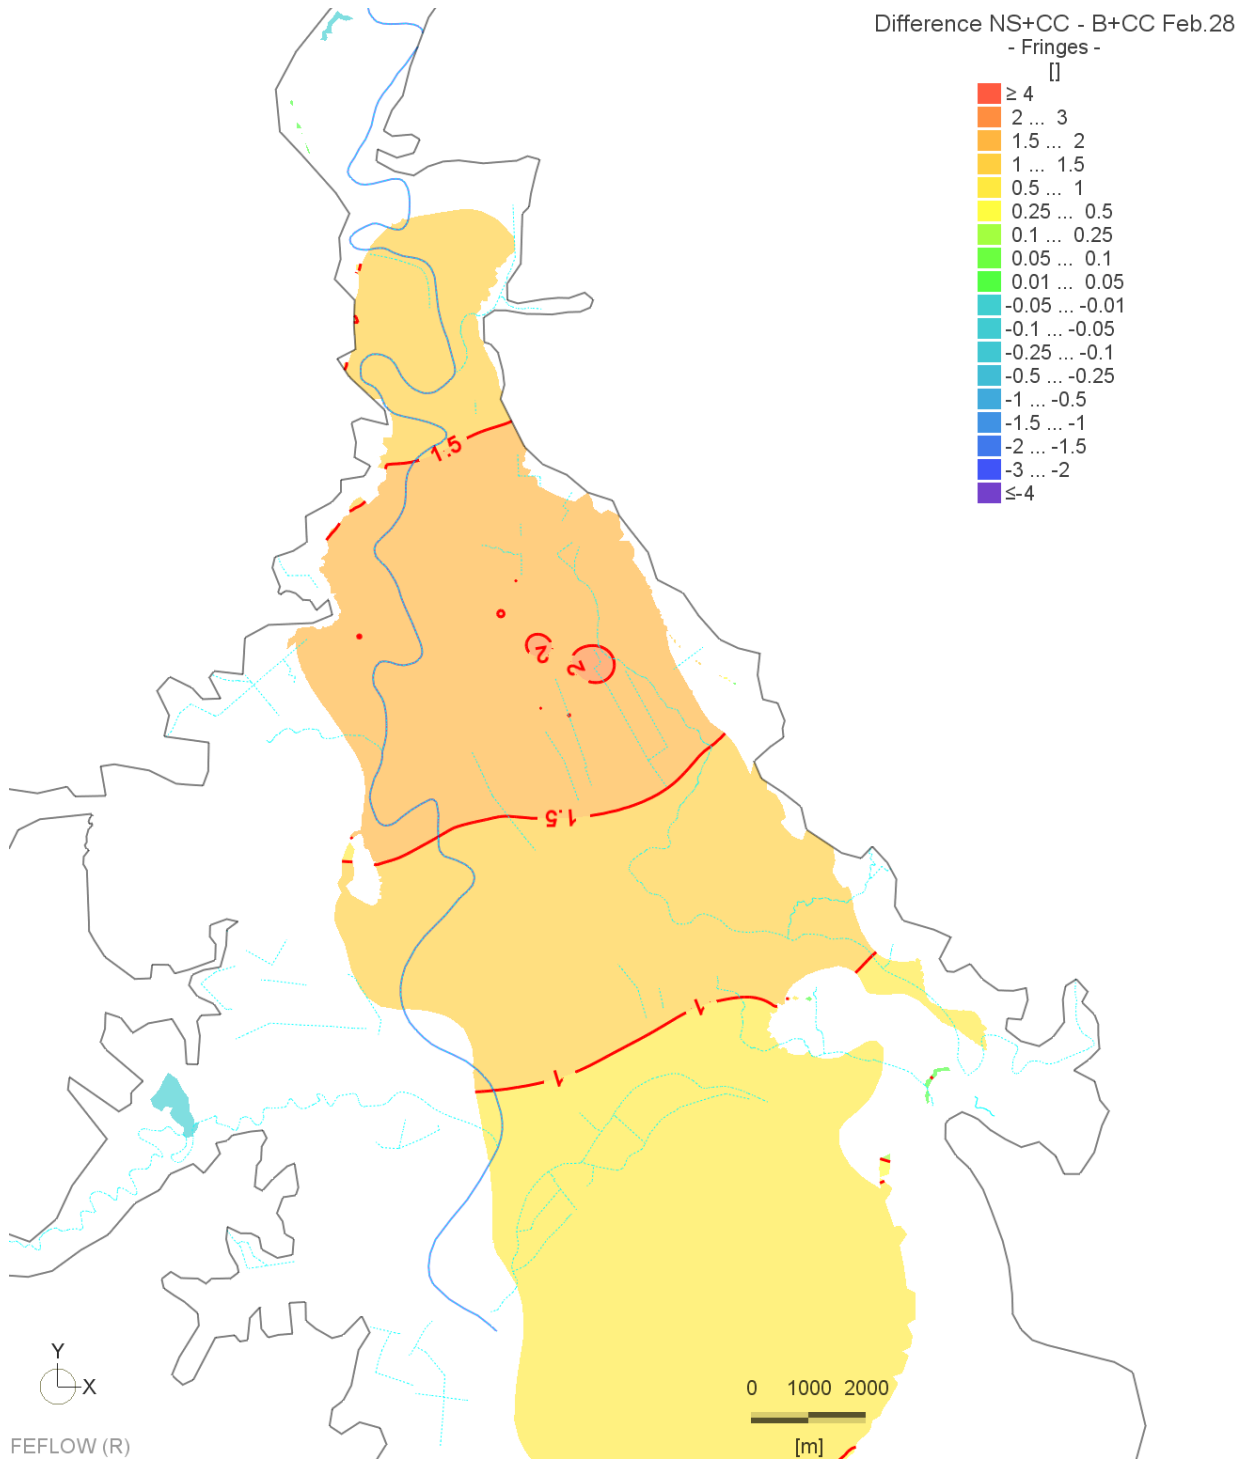 Difference NS+CC - B+CC Feb.28
- Fringes -
[]
≥ 4
2 ... 3
1.5 ... 2
1 ... 1.5
0.5 ... 1
0.25 ... 0.5
0.1 ... 0.25
0.05 ... 0.1
0.01 ... 0.05
-0.05 ... -0.01
-0.1 ... -0.05
-0.25 ... -0.1
-0.5 ... -0.25
-1 ... -0.5
-1.5 ... -1
-2 ... -1.5
-3 ... -2
≤-4
1.5
2
2
1.5
1
1
Y
X
0 1000 2000
[m]
FEFLOW (R)